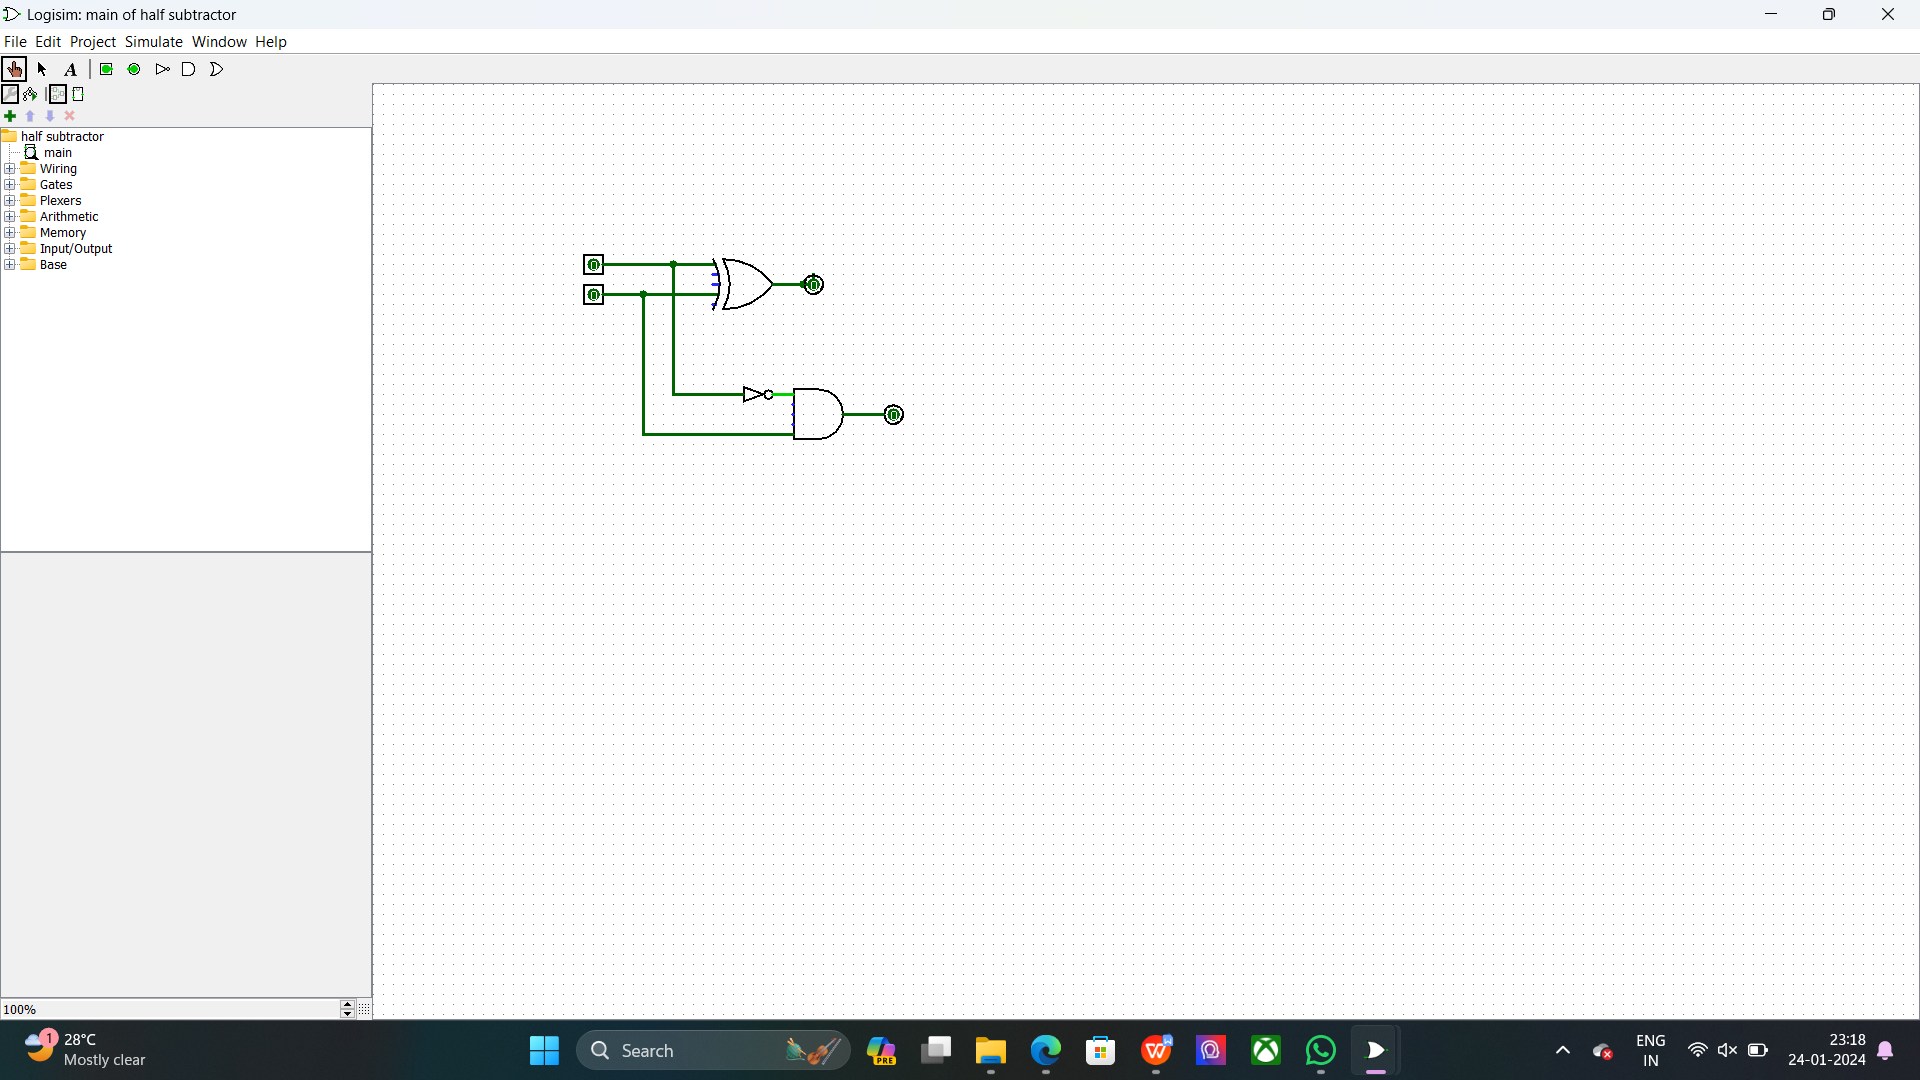 Logisim: main of half subtractor
File Edit Project Simulate Window Help
A
half subtractor
main
Wiring
Gates
Plexers
Arithmetic
Memory
Input/Output
Base
0
0
0
0
100%
1
28°C
Mostly clear
Search
PRE
W
ENG
IN
23:18
24-01-2024